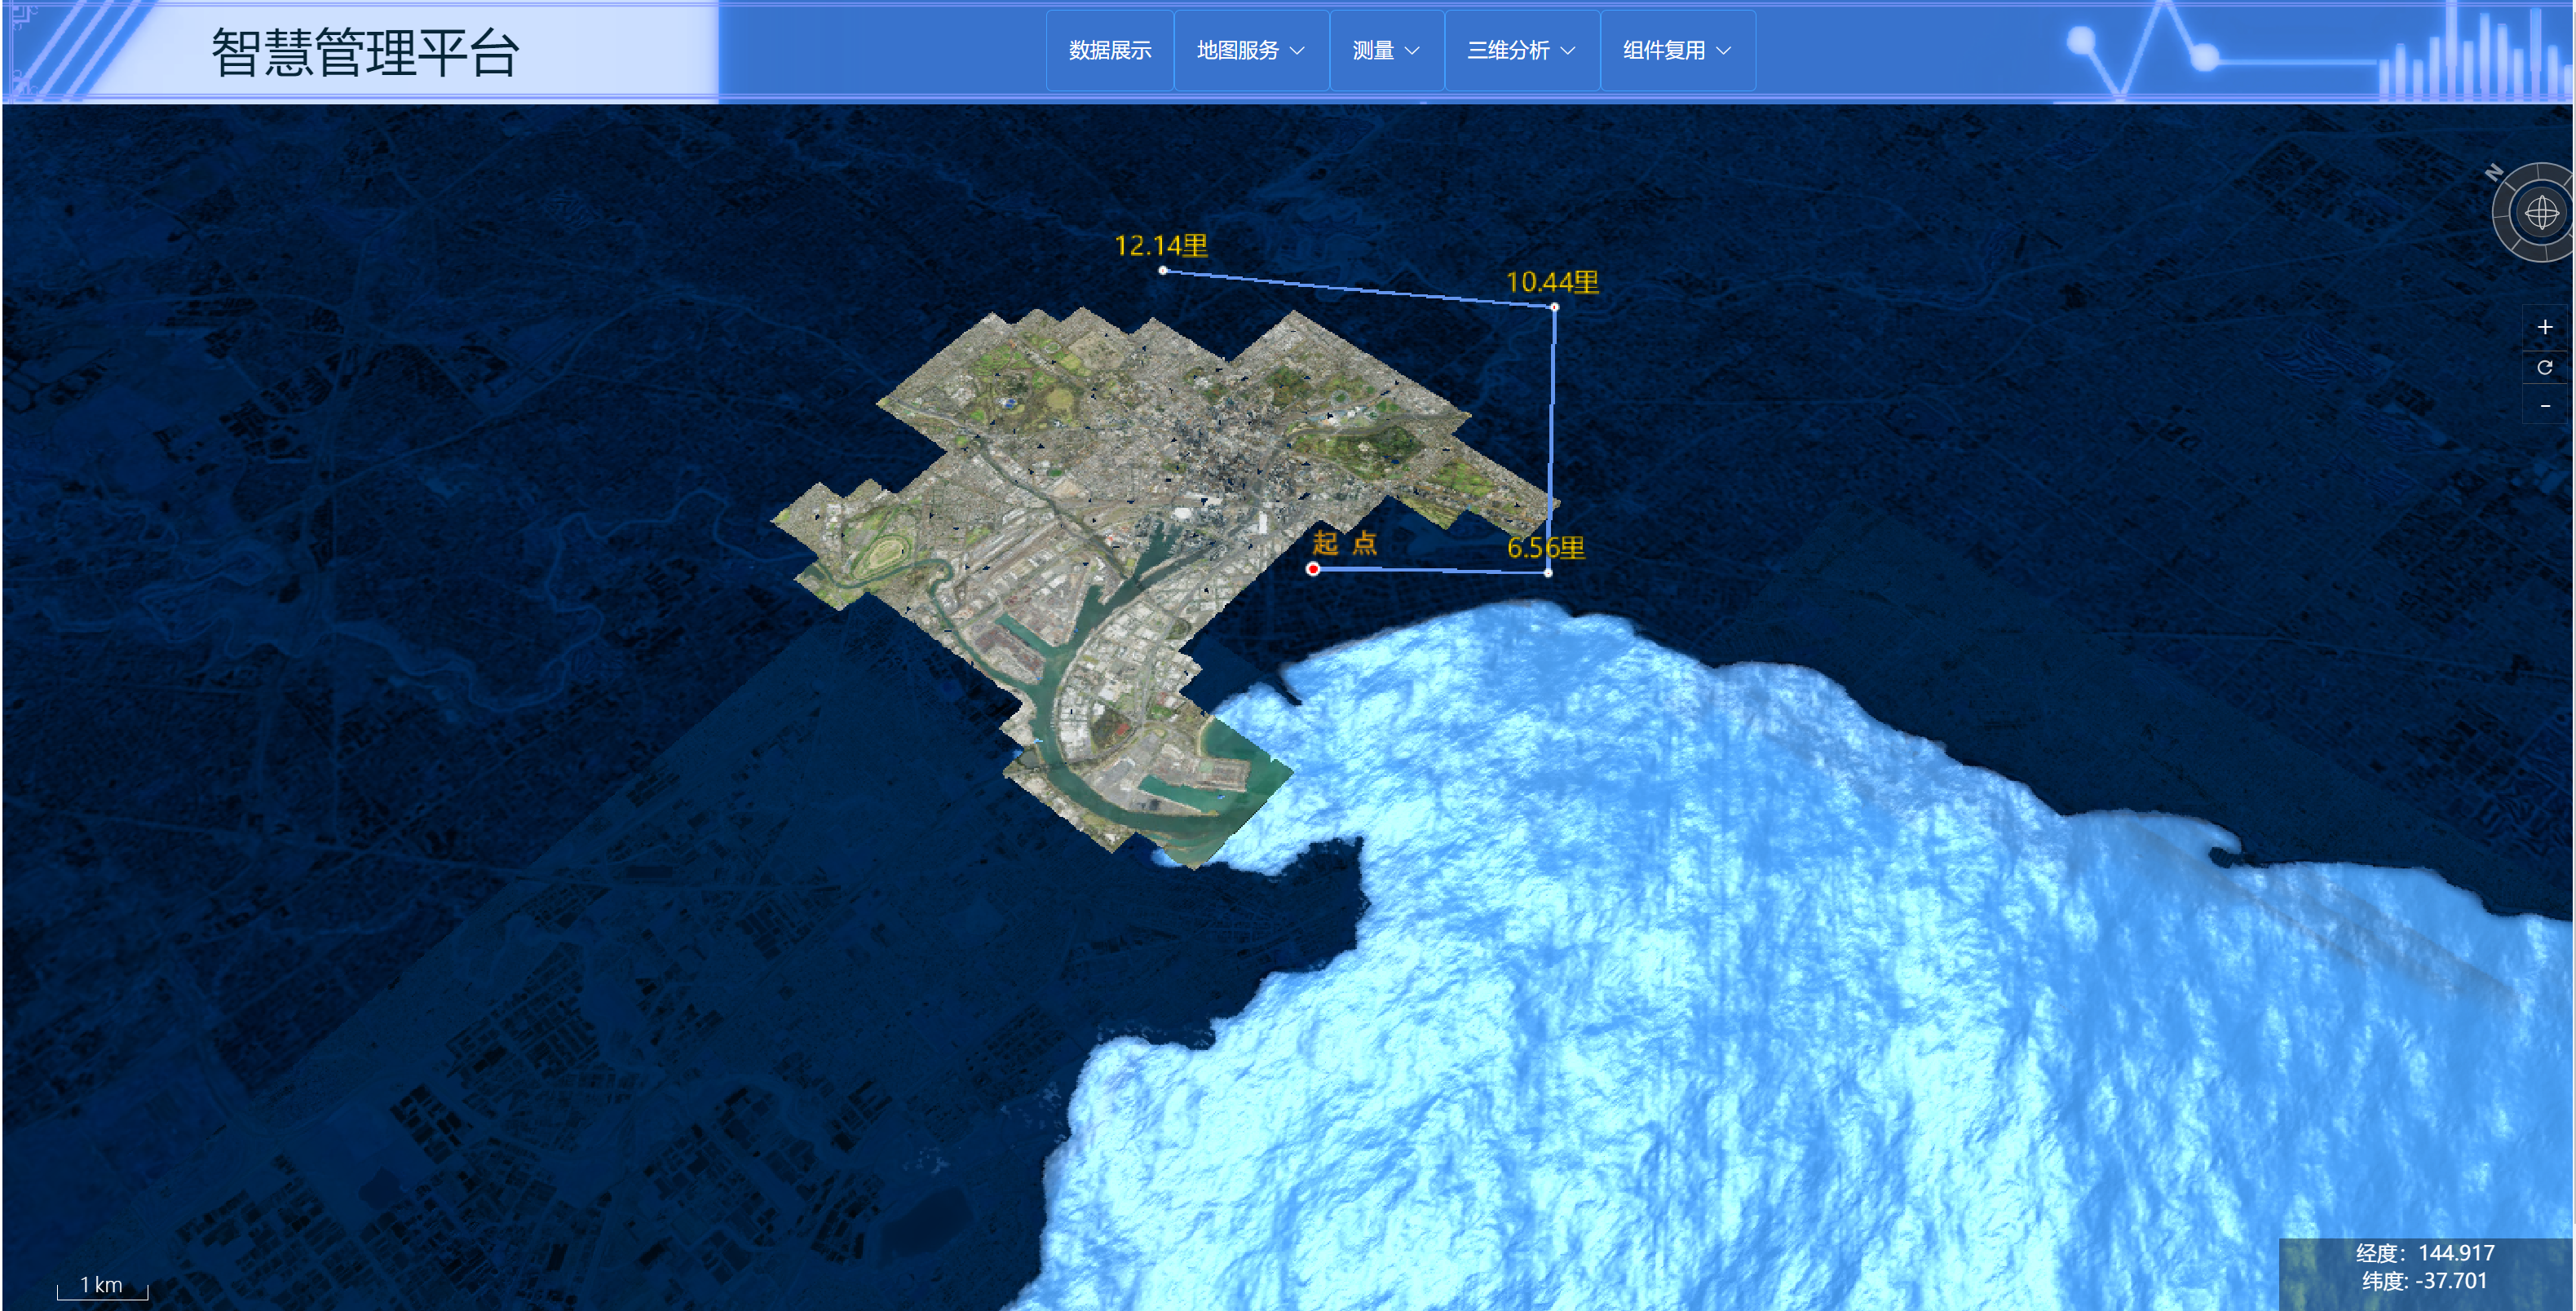 智慧管理平台
数据展示
地图服务
测量
三维分析
组件复用
N
12.14里
10.44里
+
-
起 点
6.56里
1 km
经度：144.917
纬度: -37.701